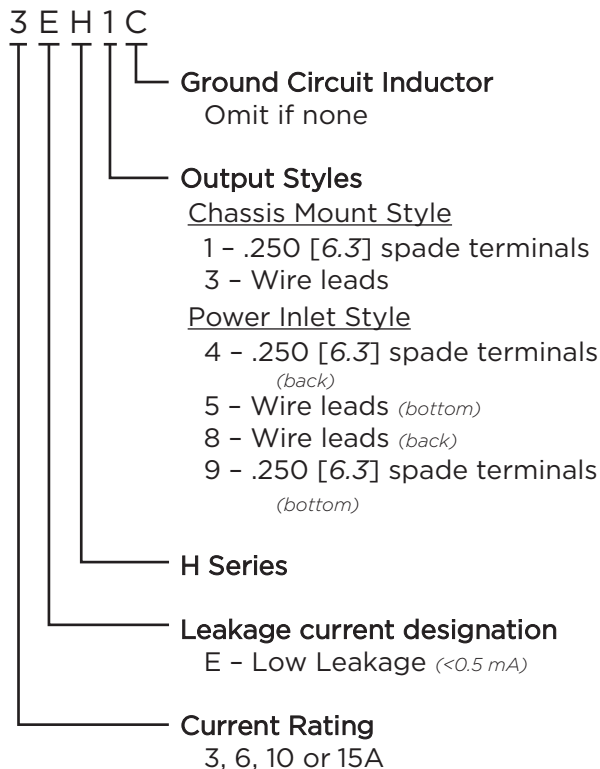 3 E H 1 C
Ground Circuit Inductor
Omit if none
Output Styles
Chassis Mount Style
1 – .250 [6.3] spade terminals
3 – Wire leads
Power Inlet Style
4 – .250 [6.3] spade terminals
(back)
5 – Wire leads (bottom)
8 – Wire leads (back)
9 – .250 [6.3] spade terminals
(bottom)
H Series
Leakage current designation
E – Low Leakage (<0.5 mA)
Current Rating
3, 6, 10 or 15A